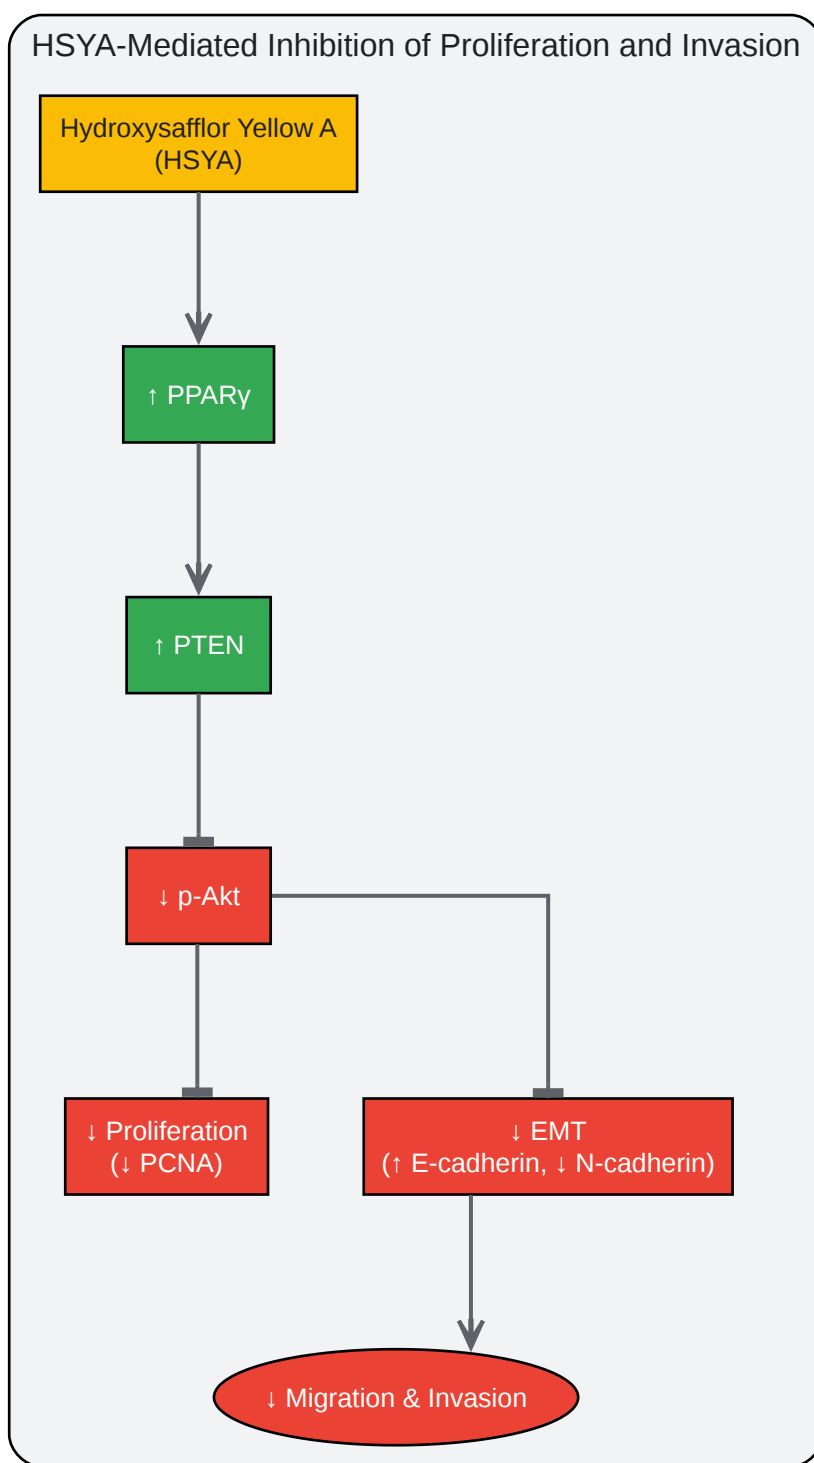 HSYA-Mediated Inhibition of Proliferation and Invasion
Hydroxysafflor Yellow A
(HSYA)
↑ PPARγ
↑ PTEN
↓ p-Akt
↓ Proliferation
(↓ PCNA)
↓ EMT
(↑ E-cadherin, ↓ N-cadherin)
↓ Migration & Invasion